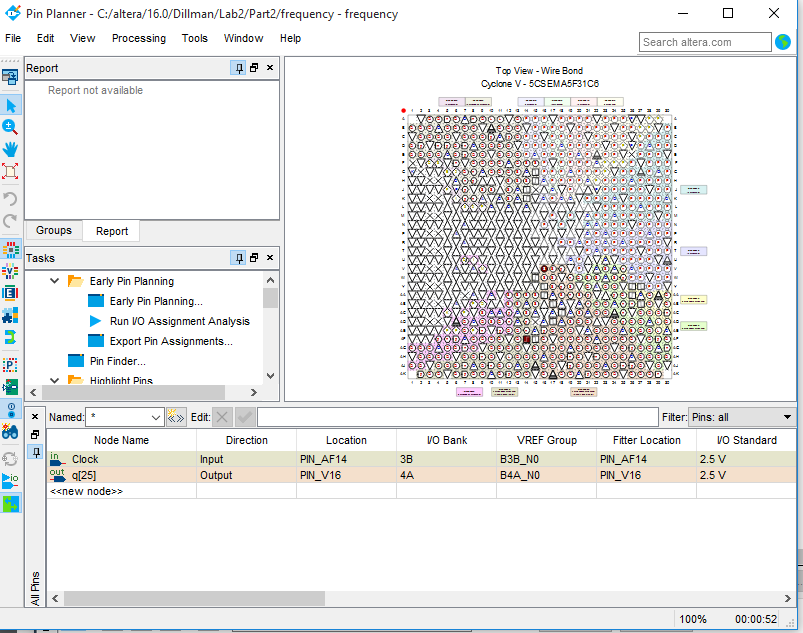 Pin Planner - C:/altera/16.0/Dillman/Lab2/Part2/frequency - frequency
File Edit View Processing Tools Window Help
Search altera.com
Report
Report not available
Groups Report
Tasks
Early Pin Planning
Early Pin Planning...
Run I/O Assignment Analysis
Export Pin Assignments...
Pin Finder...
Highlight Pins
Top View - Wire Bond
Cyclone V - 5CSEMA5F31C6
Named: * Edit: Filter: Pins: all
Node Name Direction Location I/O Bank VREF Group Fitter Location I/O Standard
in Clock Input PIN_AF14 3B B3B_N0 PIN_AF14 2.5 V
out q[25] Output PIN_V16 4A B4A_N0 PIN_V16 2.5 V
<<new node>>
All Pins
100% 00:00:52